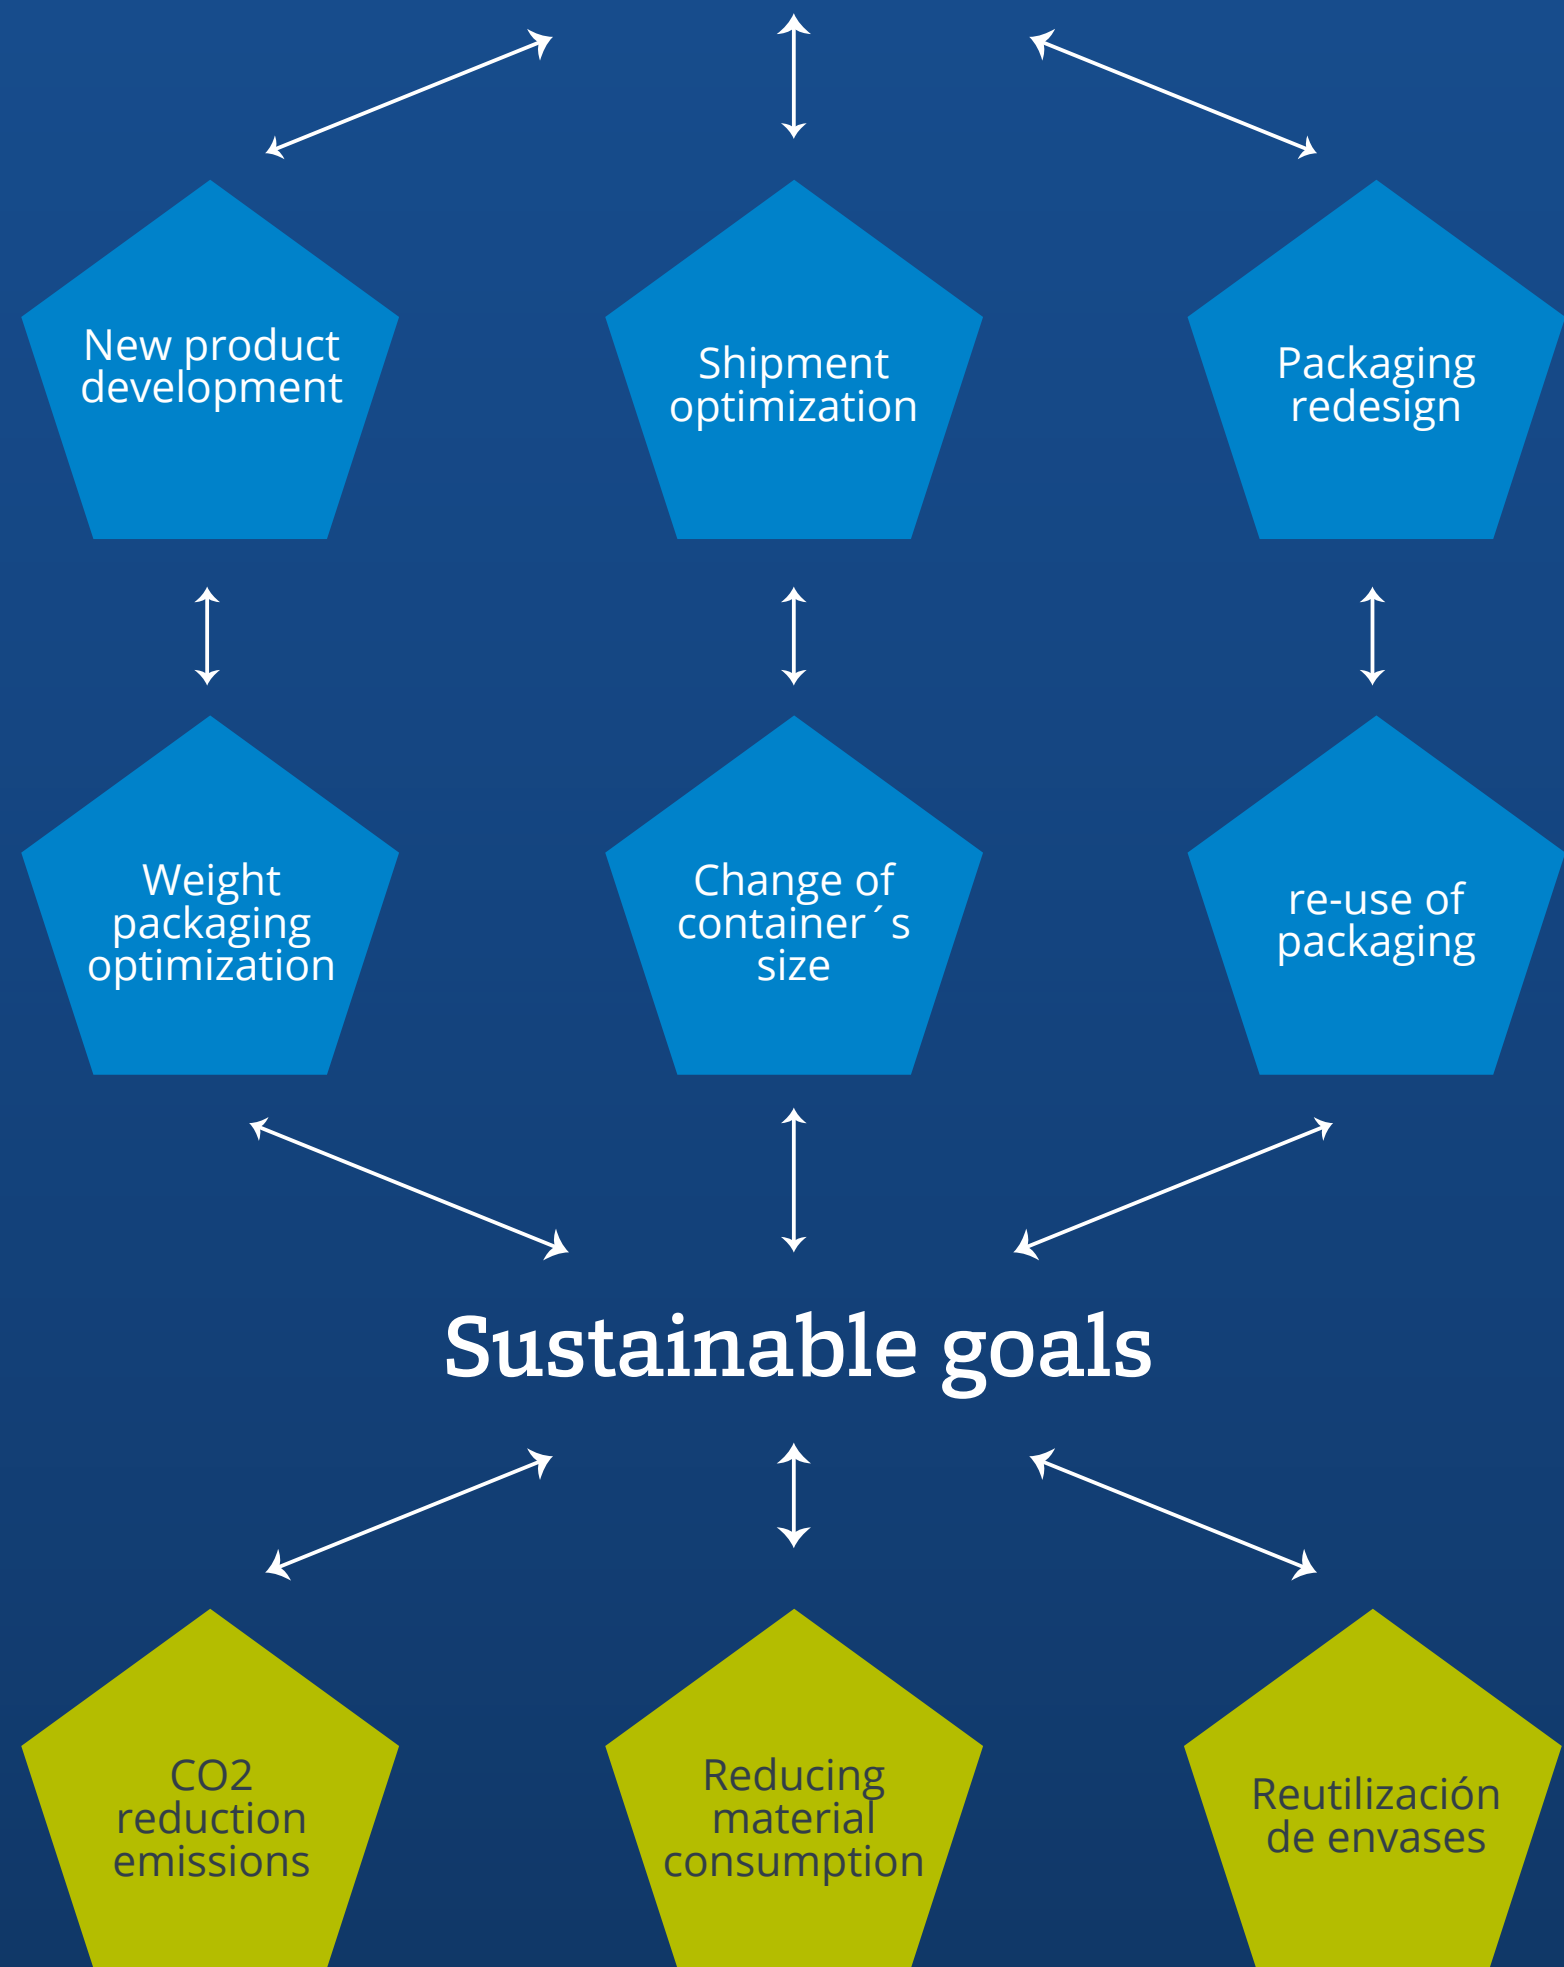 New product
development
Shipment
optimization
Packaging
redesign
Weight
packaging
optimization
Change of
container´s
size
re-use of
packaging
Sustainable goals
CO2
reduction
emissions
Reducing
material
consumption
Reutilización
de envases